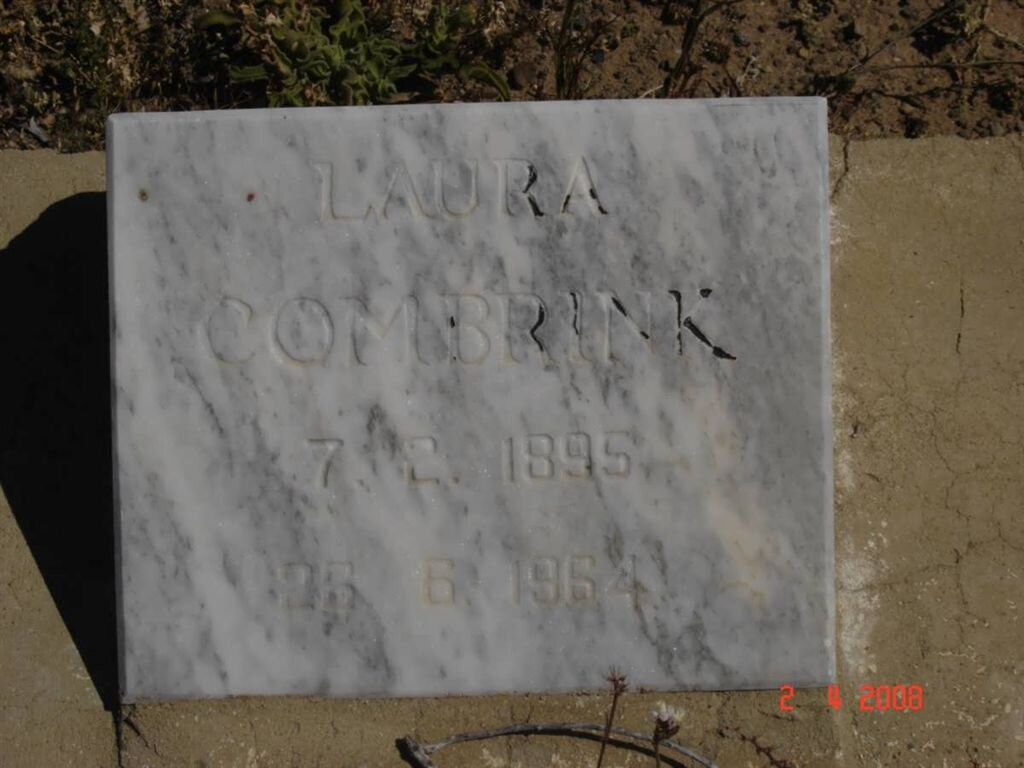 LAURA
COMBRINK
7. 2. 1895
26 6. 1964
2 4 2008